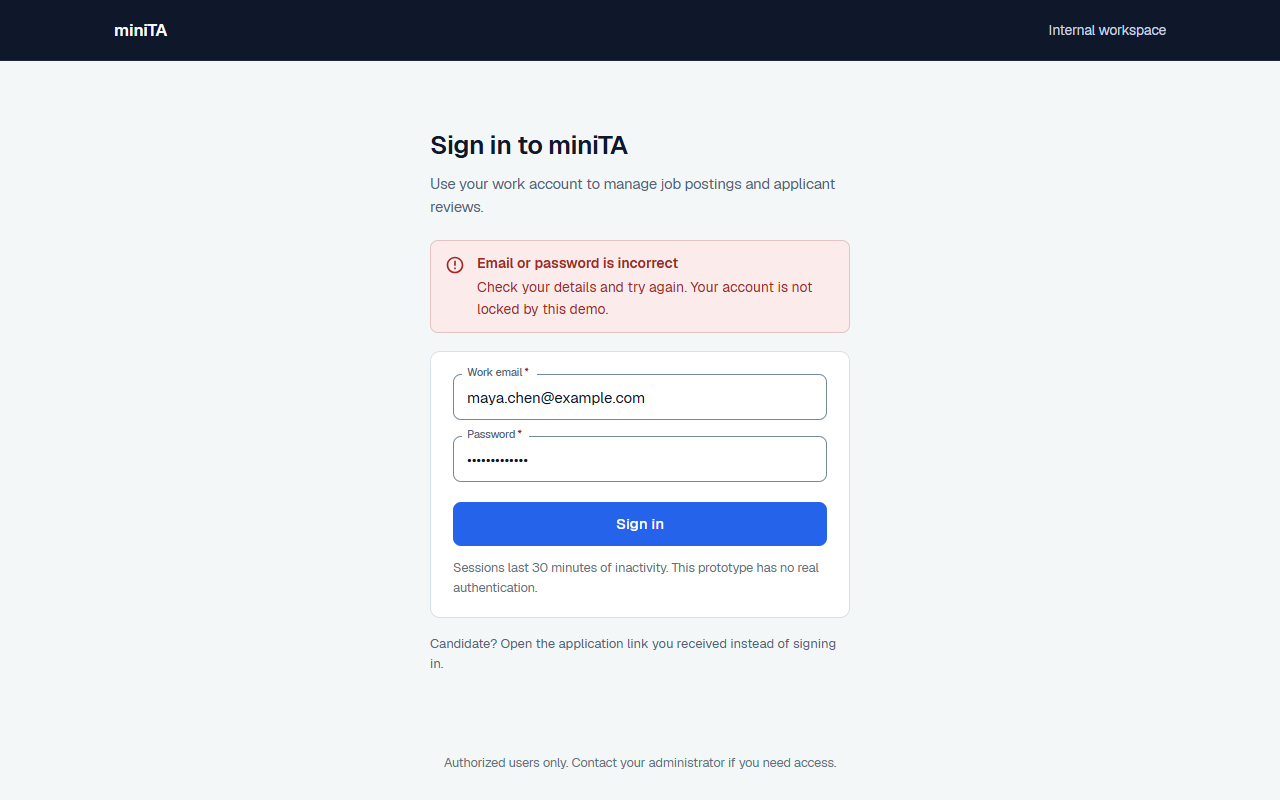 miniTA
Internal workspace
Sign in to miniTA
Use your work account to manage job postings and applicant
reviews.
Email or password is incorrect
Check your details and try again. Your account is not
locked by this demo.
Work email *
maya.chen@example.com
Password *
•••••••••••••
Sign in
Sessions last 30 minutes of inactivity. This prototype has no real
authentication.
Candidate? Open the application link you received instead of signing
in.
Authorized users only. Contact your administrator if you need access.